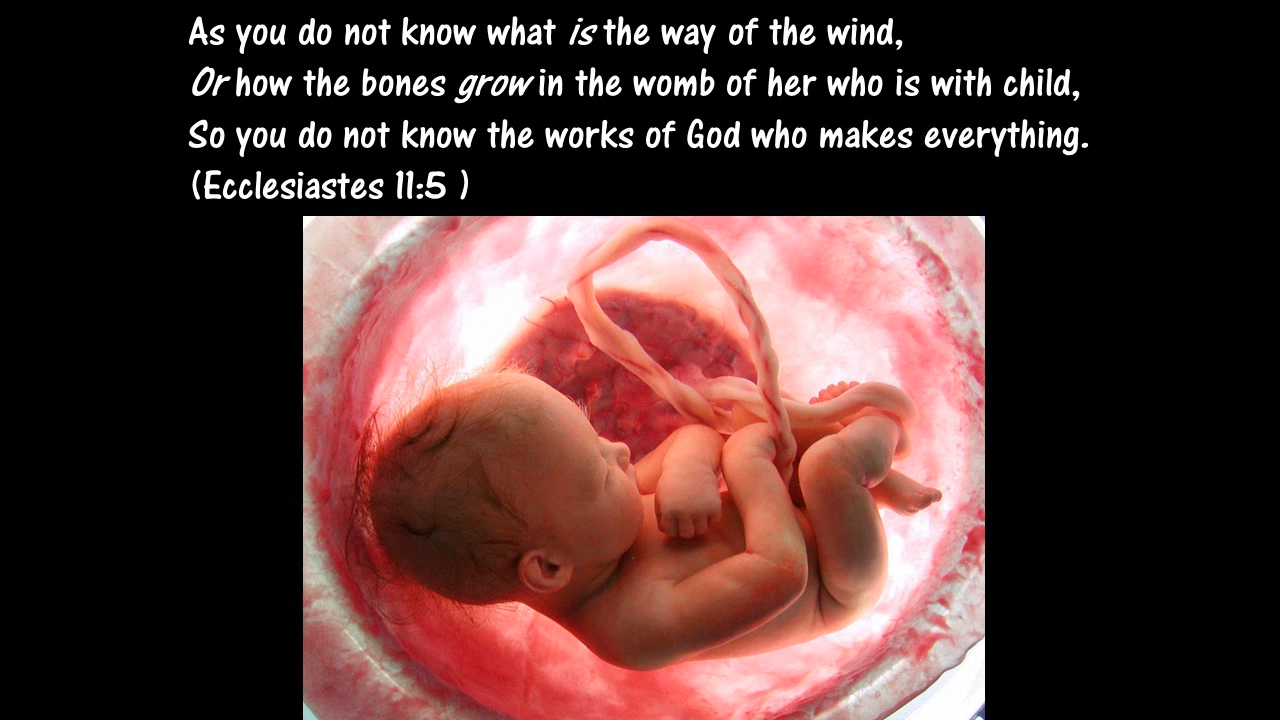 As you do not know what is the way of the wind,
Or how the bones grow in the womb of her who is with child,
So you do not know the works of God who makes everything.
(Ecclesiastes 11:5 )